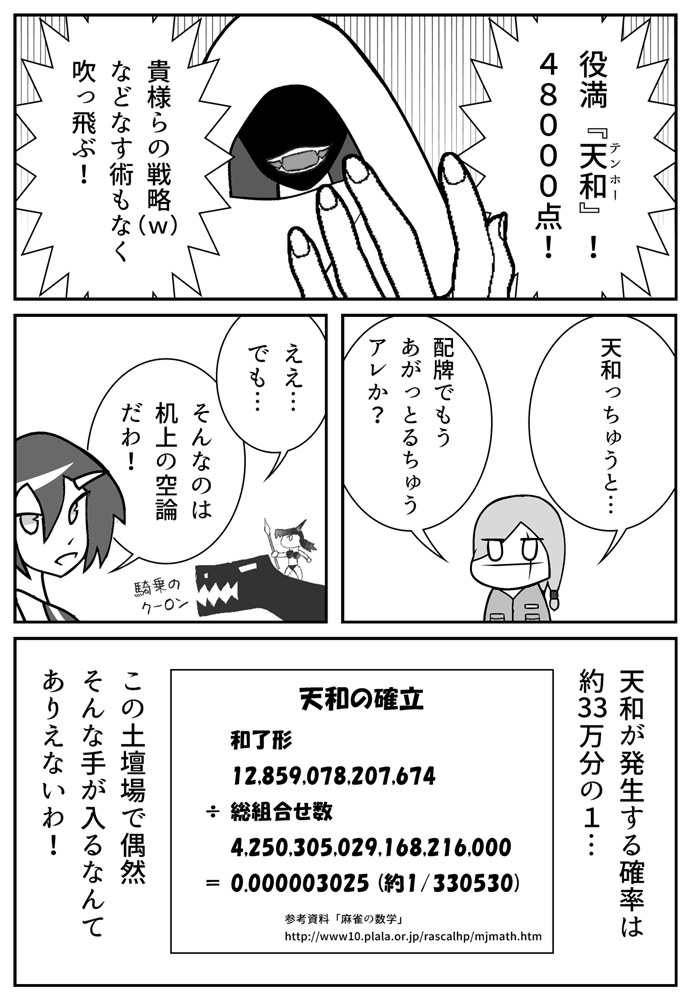 役満『天和』！
テンホー
４８０００点！
貴様らの戦略(ｗ)
などなす術もなく
吹っ飛ぶ！
天和っちゅうと…
配牌でもう
あがっとるちゅう
アレか？
ええ…
でも…
そんなのは
机上の空論
だわ！
騎乗の
クーロン
天和が発生する確率は
約33万分の１…
天和の確立
和了形
12,859,078,207,674
÷ 総組合せ数
4,250,305,029,168,216,000
= 0.000003025 (約1/330530)
参考資料「麻雀の数学」
http://www10.plala.or.jp/rascalhp/mjmath.htm
この土壇場で偶然
そんな手が入るなんて
ありえないわ！